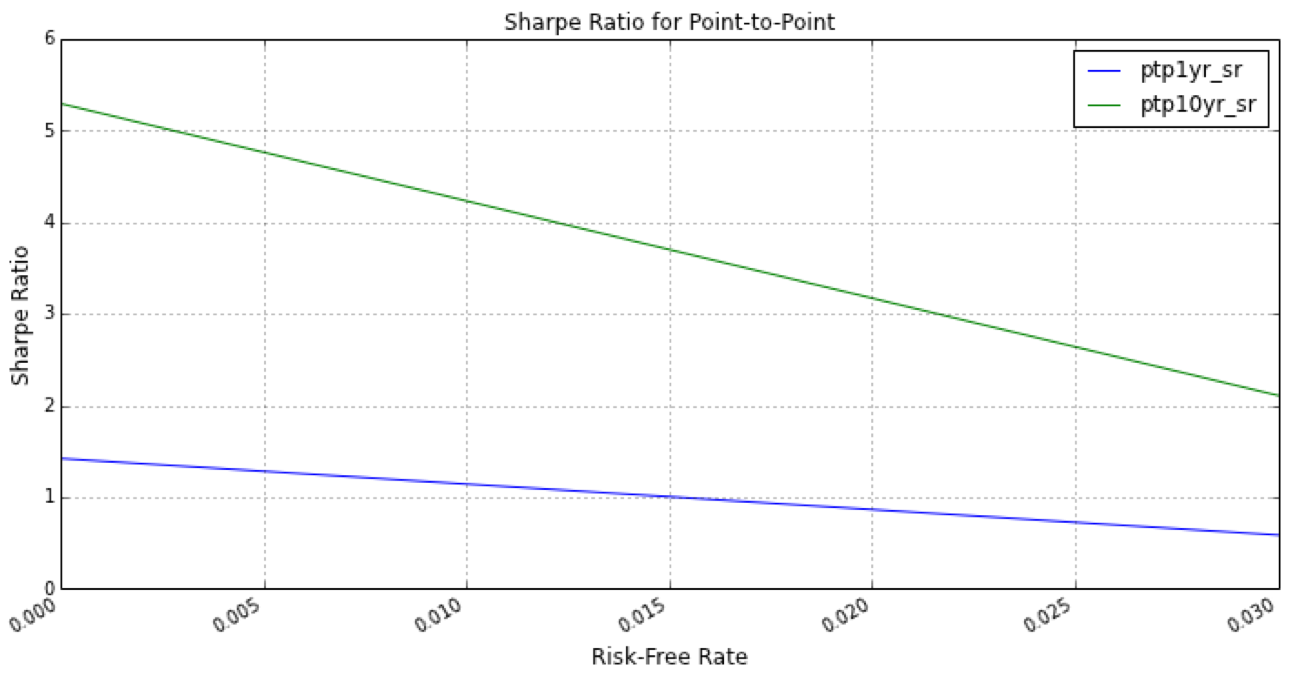 Sharpe Ratio for Point-to-Point
ptp1yr_sr
ptp10yr_sr
Sharpe Ratio
6
5
4
3
2
1
0
0.000
0.005
0.010
0.015
0.020
0.025
0.030
Risk-Free Rate